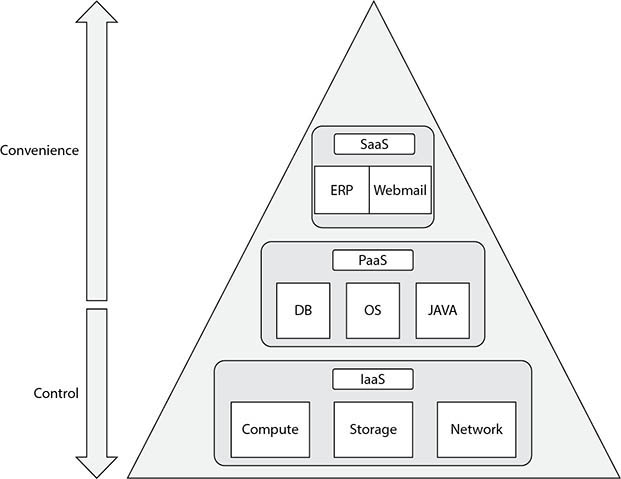 Convenience
SaaS
ERP
Webmail
PaaS
DB
OS
JAVA
Control
IaaS
Compute
Storage
Network